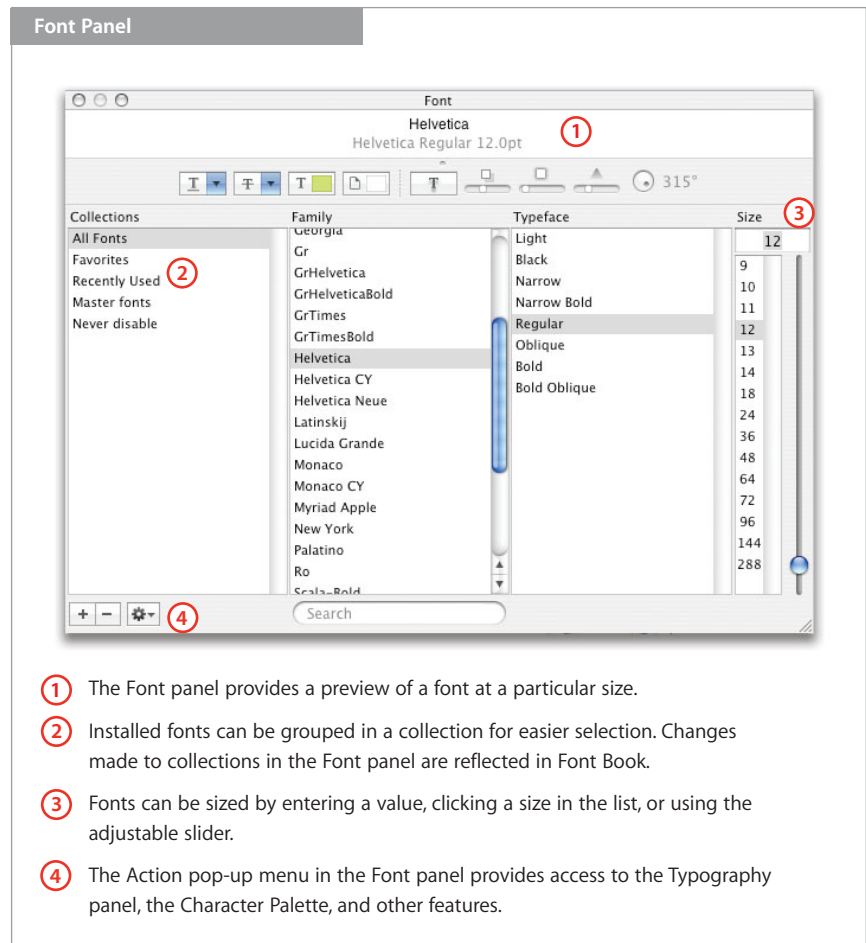 Font Panel
Font
Helvetica
Helvetica Regular 12.0pt
1
T T T T 315°
Collections
All Fonts
Favorites
Recently Used
Master fonts
Never disable
2
Family
Georgia
Gr
GrHelvetica
GrHelveticaBold
GrTimes
GrTimesBold
Helvetica
Helvetica CY
Helvetica Neue
Latinskij
Lucida Grande
Monaco
Monaco CY
Myriad Apple
New York
Palatino
Ro
Scala-Bold
Typeface
Light
Black
Narrow
Narrow Bold
Regular
Oblique
Bold
Bold Oblique
Size
3
12
9
10
11
12
13
14
18
24
36
48
64
72
96
144
288
+ - 4
Search
1 The Font panel provides a preview of a font at a particular size.
2 Installed fonts can be grouped in a collection for easier selection. Changes
made to collections in the Font panel are reflected in Font Book.
3 Fonts can be sized by entering a value, clicking a size in the list, or using the
adjustable slider.
4 The Action pop-up menu in the Font panel provides access to the Typography
panel, the Character Palette, and other features.